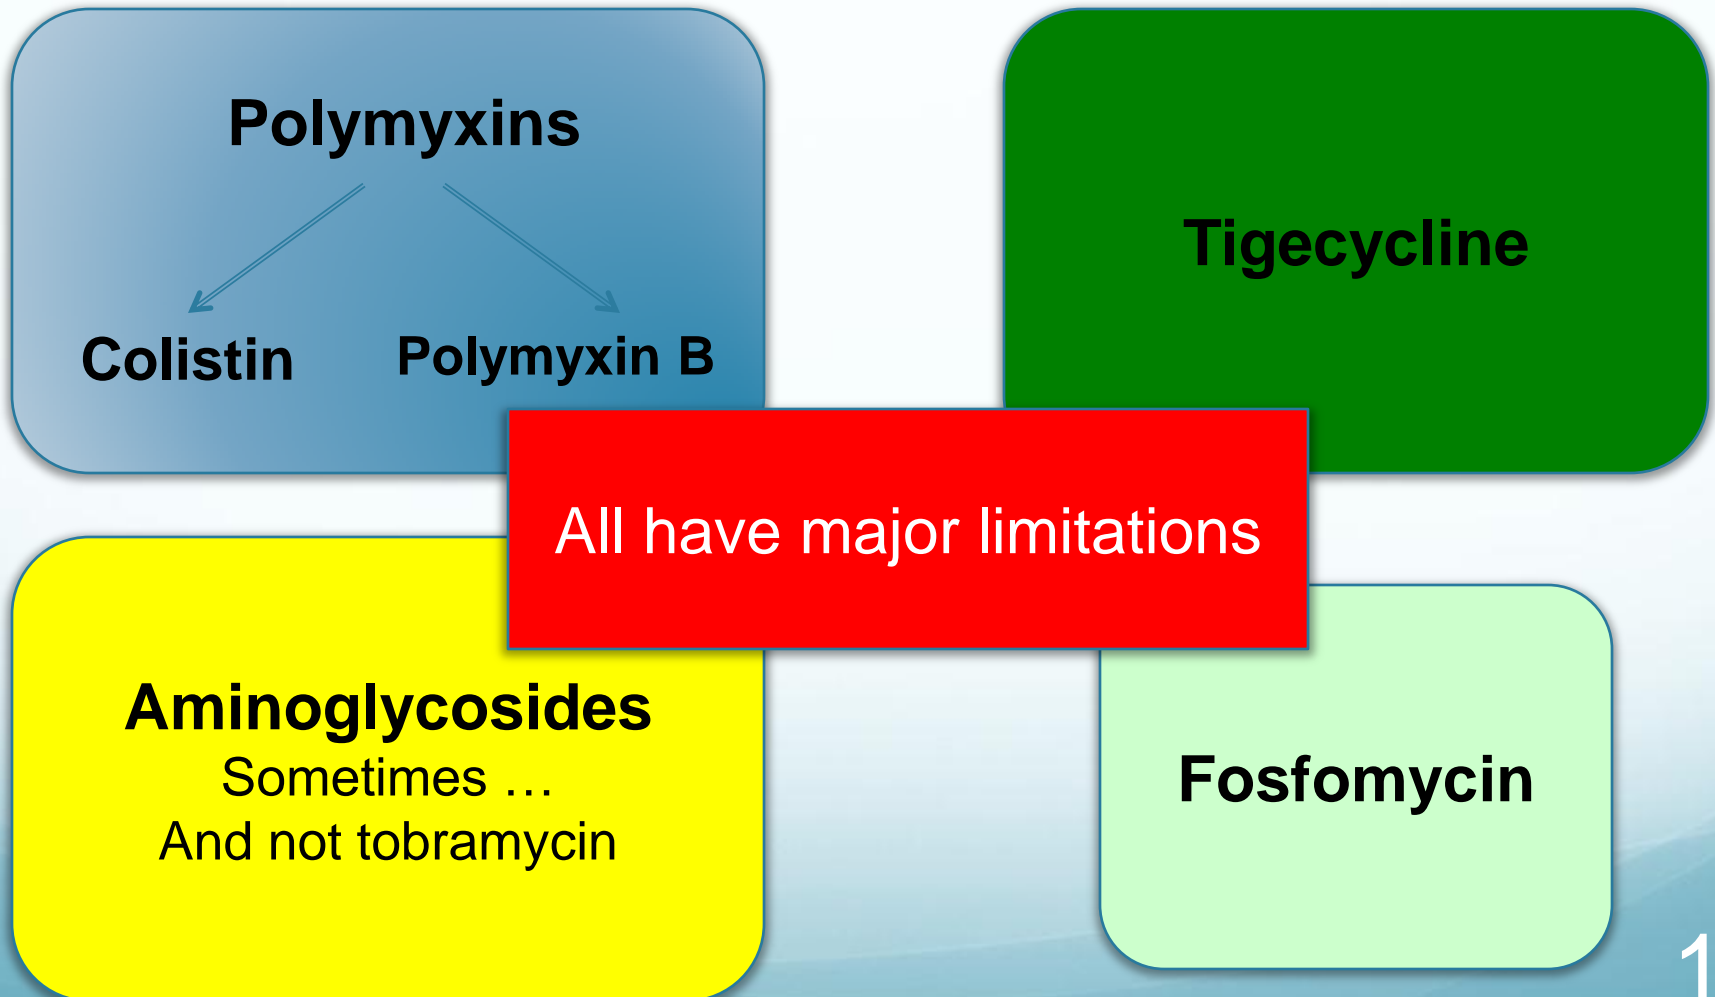 Polymyxins
Colistin
Polymyxin B
Tigecycline
All have major limitations
Aminoglycosides
Sometimes …
And not tobramycin
Fosfomycin
1